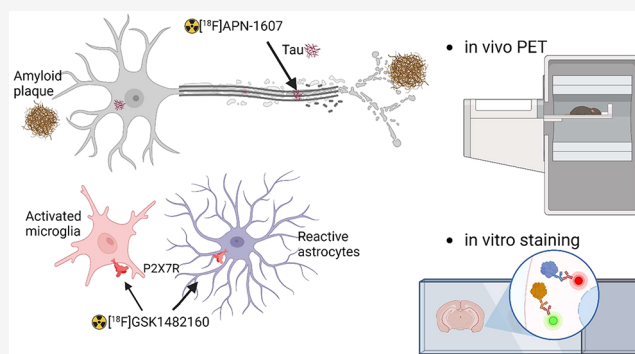 [¹⁸F]APN-1607
Tau
Amyloid
plaque
• in vivo PET
Activated
microglia
P2X7R
Reactive
astrocytes
[¹⁸F]GSK1482160
• in vitro staining